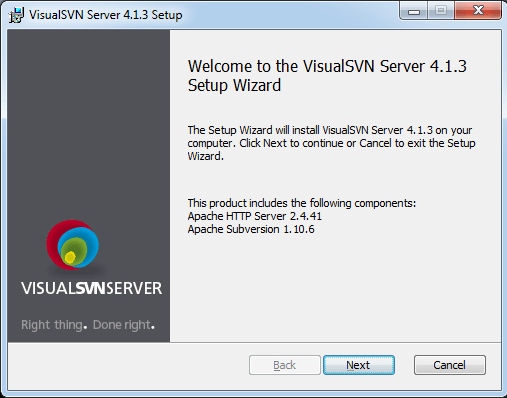 VisualSVN Server 4.1.3 Setup
Welcome to the VisualSVN Server 4.1.3
Setup Wizard
The Setup Wizard will install VisualSVN Server 4.1.3 on your
computer. Click Next to continue or Cancel to exit the Setup
Wizard.
This product includes the following components:
Apache HTTP Server 2.4.41
Apache Subversion 1.10.6
VISUALSVNSERVER
Right thing. Done right.
Back
Next
Cancel